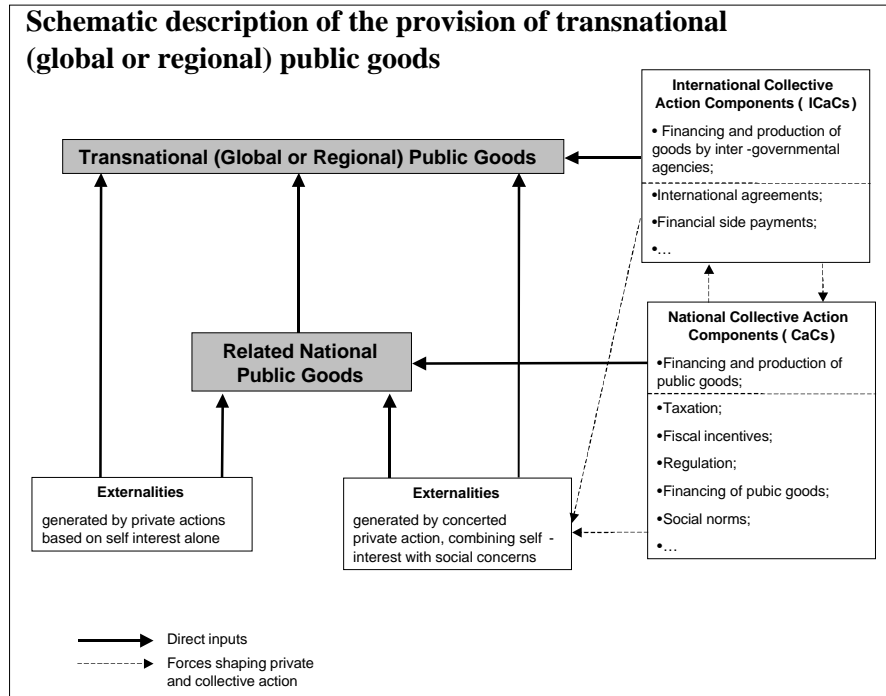 Schematic description of the provision of transnational
(global or regional) public goods
International Collective
Action Components ( ICaCs)
• Financing and production of
goods by inter -governmental
agencies;
•International agreements;
•Financial side payments;
•…
Transnational (Global or Regional) Public Goods
National Collective Action
Components ( CaCs)
•Financing and production of
public goods;
•Taxation;
•Fiscal incentives;
•Regulation;
•Financing of pubic goods;
•Social norms;
•…
Related National
Public Goods
Externalities
generated by private actions
based on self interest alone
Externalities
generated by concerted
private action, combining self -
interest with social concerns
Direct inputs
Forces shaping private
and collective action